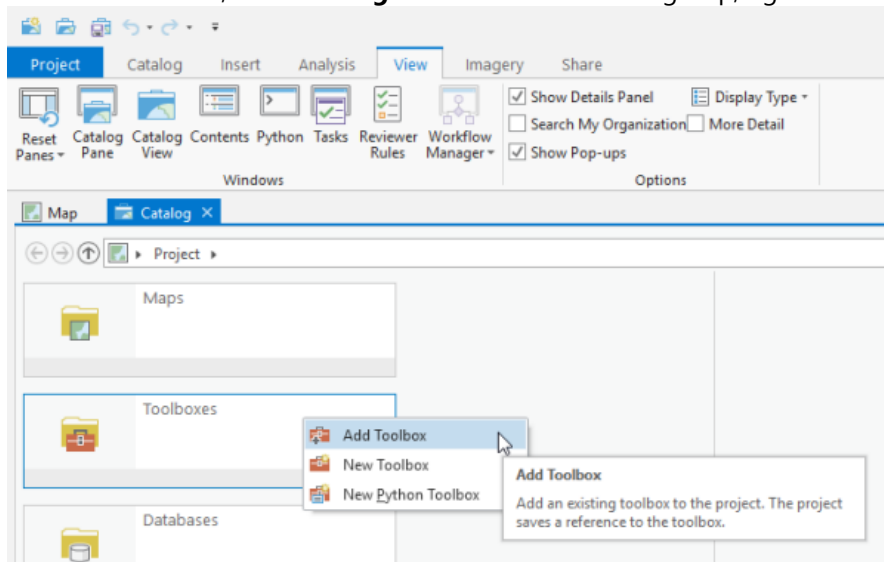 Project Catalog Insert Analysis View Imagery Share
Reset Panes
Catalog Pane
Catalog View
Contents
Python
Tasks
Reviewer Rules
Workflow Manager
Windows
Show Details Panel
Search My Organization
Show Pop-ups
Display Type
More Detail
Options
Map Catalog
Project
Maps
Toolboxes
Add Toolbox
New Toolbox
New Python Toolbox
Add Toolbox
Add an existing toolbox to the project. The project
saves a reference to the toolbox.
Databases